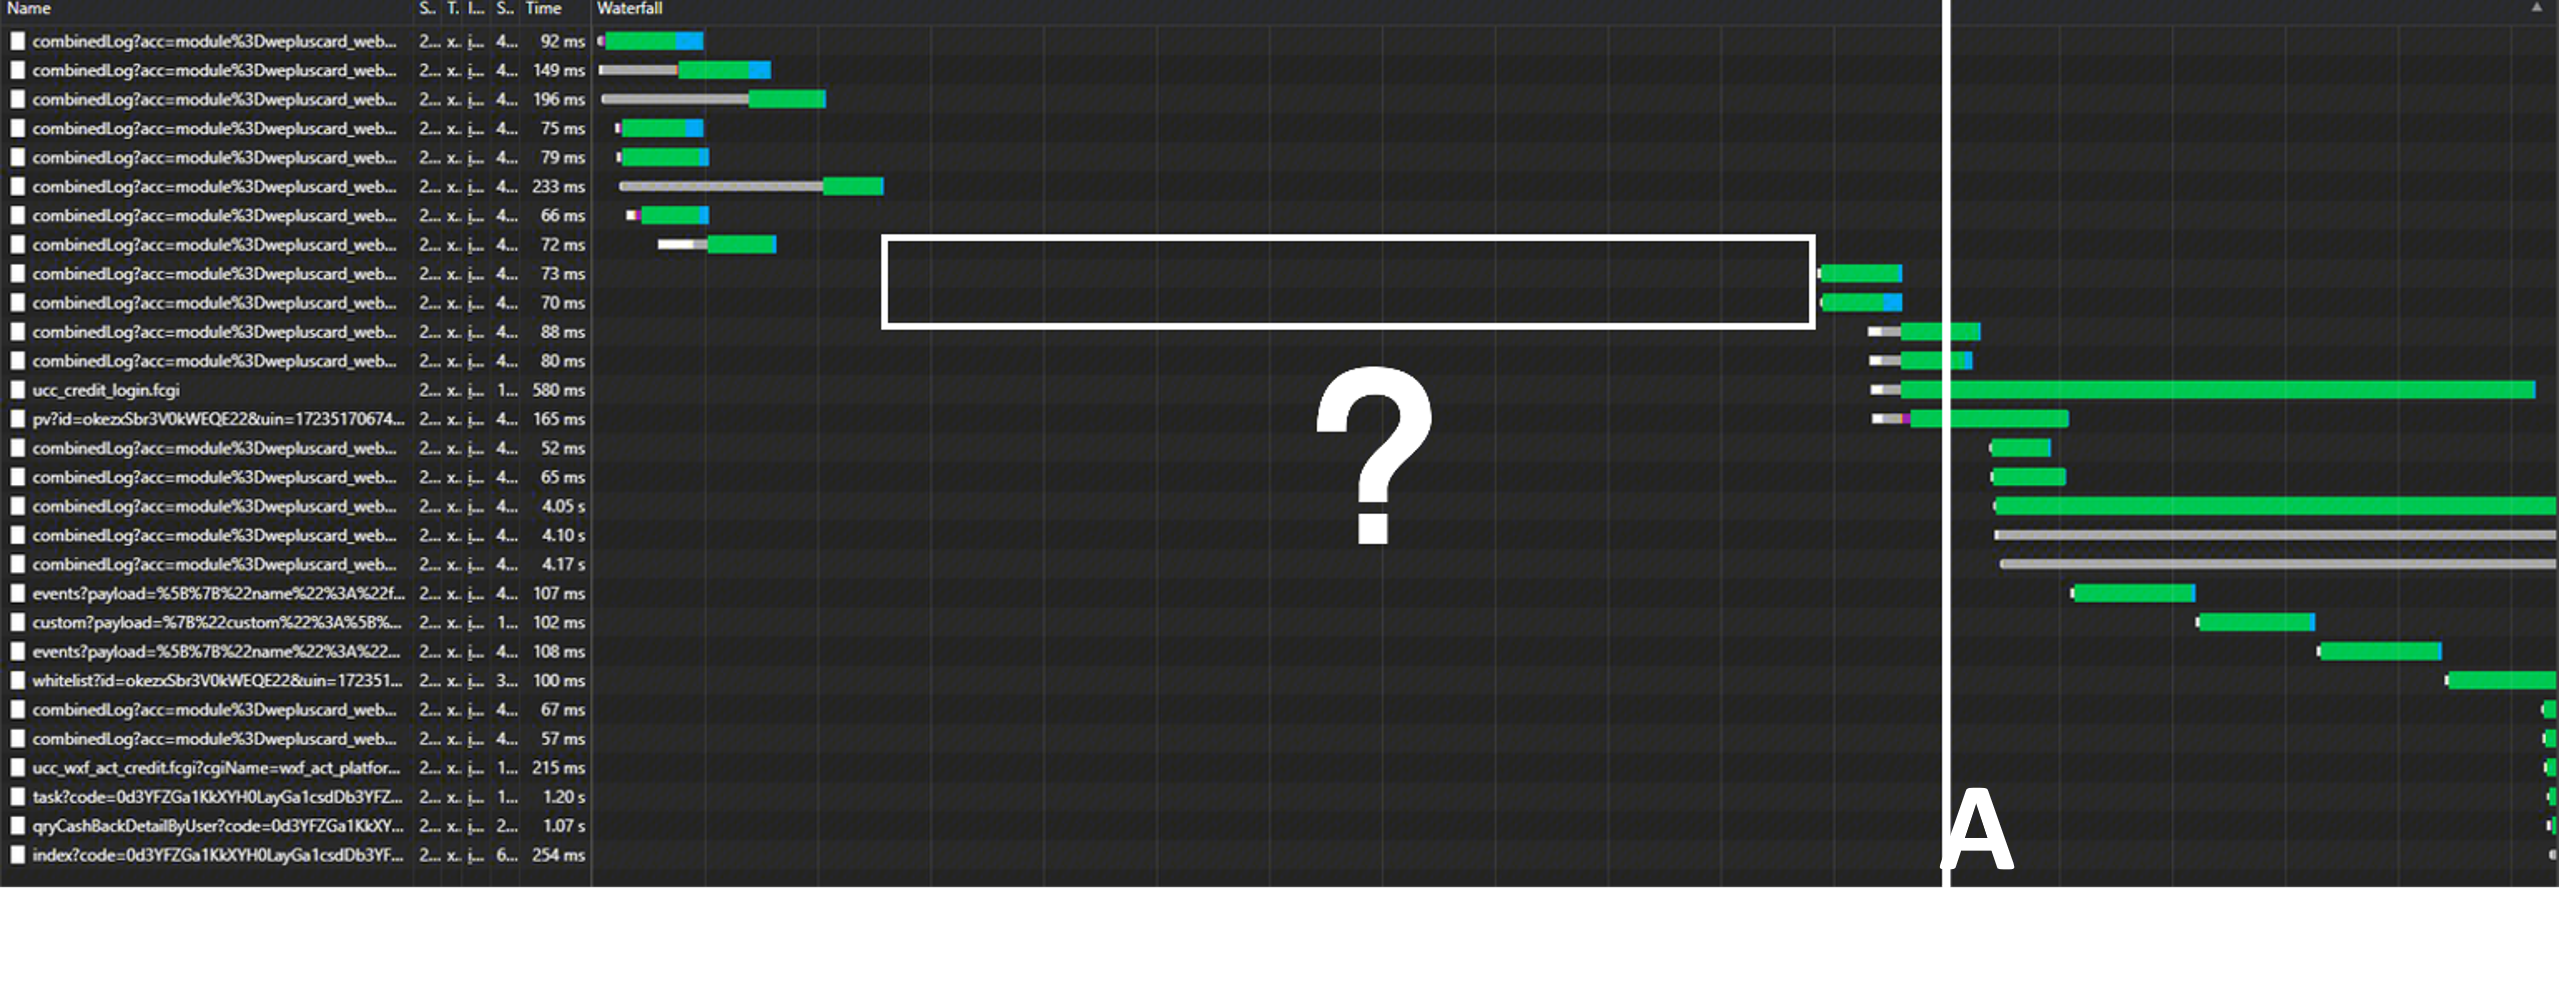 Name S.. T. I... S.. Time Waterfall
combinedLog?acc=module%3Dwepluscard_web... 2... x.. j... 4... 92 ms
combinedLog?acc=module%3Dwepluscard_web... 2... x.. j... 4... 149 ms
combinedLog?acc=module%3Dwepluscard_web... 2... x.. j... 4... 196 ms
combinedLog?acc=module%3Dwepluscard_web... 2... x.. j... 4... 75 ms
combinedLog?acc=module%3Dwepluscard_web... 2... x.. j... 4... 79 ms
combinedLog?acc=module%3Dwepluscard_web... 2... x.. j... 4... 233 ms
combinedLog?acc=module%3Dwepluscard_web... 2... x.. j... 4... 66 ms
combinedLog?acc=module%3Dwepluscard_web... 2... x.. j... 4... 72 ms
combinedLog?acc=module%3Dwepluscard_web... 2... x.. j... 4... 73 ms
combinedLog?acc=module%3Dwepluscard_web... 2... x.. j... 4... 70 ms
combinedLog?acc=module%3Dwepluscard_web... 2... x.. j... 4... 88 ms
combinedLog?acc=module%3Dwepluscard_web... 2... x.. j... 4... 80 ms
ucc_credit_login.fcgi 2... x.. j... 1... 580 ms
pv?id=okezxSbr3V0kWEQE22&uin=17235170674... 2... x.. j... 4... 165 ms
combinedLog?acc=module%3Dwepluscard_web... 2... x.. j... 4... 52 ms
combinedLog?acc=module%3Dwepluscard_web... 2... x.. j... 4... 65 ms
combinedLog?acc=module%3Dwepluscard_web... 2... x.. j... 4... 4.05 s
combinedLog?acc=module%3Dwepluscard_web... 2... x.. j... 4... 4.10 s
combinedLog?acc=module%3Dwepluscard_web... 2... x.. j... 4... 4.17 s
events?payload=%5B%7B%22name%22%3A%22f... 2... x.. j... 4... 107 ms
custom?payload=%7B%22custom%22%3A%5B%... 2... x.. j... 1... 102 ms
events?payload=%5B%7B%22name%22%3A%22... 2... x.. j... 4... 108 ms
whitelist?id=okezxSbr3V0kWEQE22&uin=172351... 2... x.. j... 3... 100 ms
combinedLog?acc=module%3Dwepluscard_web... 2... x.. j... 4... 67 ms
combinedLog?acc=module%3Dwepluscard_web... 2... x.. j... 4... 57 ms
ucc_wxf_act_credit.fcgi?cgiName=wxf_act_platfor... 2... x.. j... 1... 215 ms
task?code=0d3YFZGa1KkXYH0LayGa1csdDb3YFZ... 2... x.. j... 1... 1.20 s
qryCashBackDetailByUser?code=0d3YFZGa1KkXY... 2... x.. j... 2... 1.07 s
index?code=0d3YFZGa1KkXYH0LayGa1csdDb3YF... 2... x.. j... 6... 254 ms
?
A